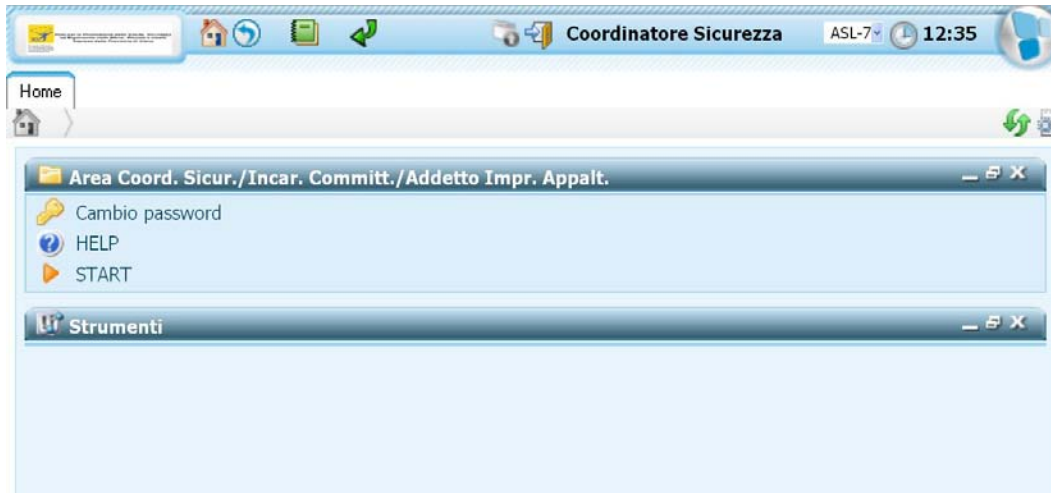 Coordinatore Sicurezza ASL-7 12:35
Home
Area Coord. Sicur./Incar. Committ./Addetto Impr. Appalt.
Cambio password
HELP
START
Strumenti